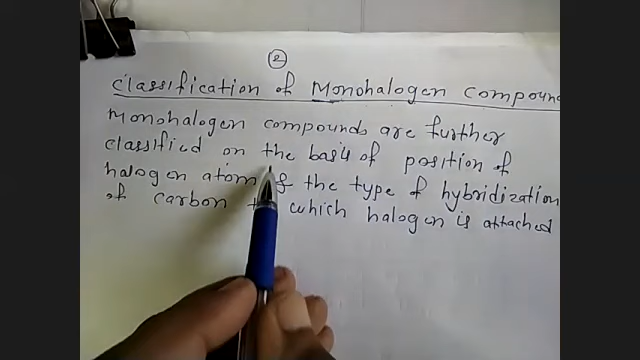 2
Classification of Monohalogen Compound
Monohalogen compounds are further
classified on the basis of position of
halogen atom & the type of hybridization
of carbon to which halogen is attached